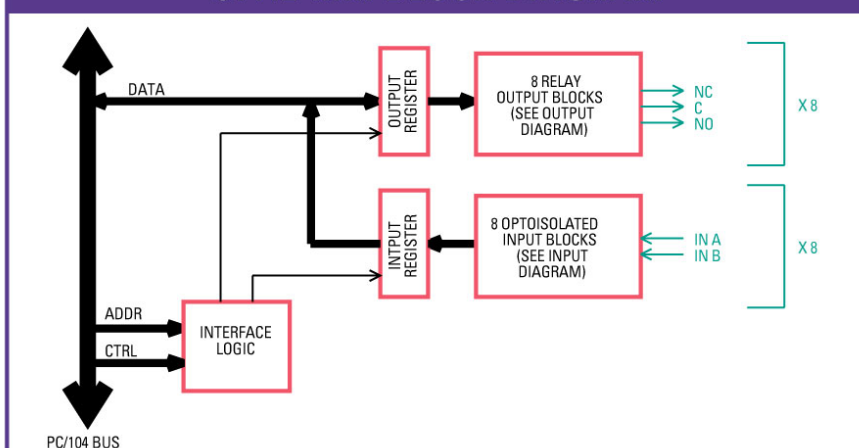 DATA
OUTPUT
REGISTER
8 RELAY
OUTPUT BLOCKS
(SEE OUTPUT
DIAGRAM)
NC
C
NO
X 8
INTPUT
REGISTER
8 OPTOISOLATED
INPUT BLOCKS
(SEE INPUT
DIAGRAM)
IN A
IN B
X 8
ADDR
CTRL
INTERFACE
LOGIC
PC/104 BUS